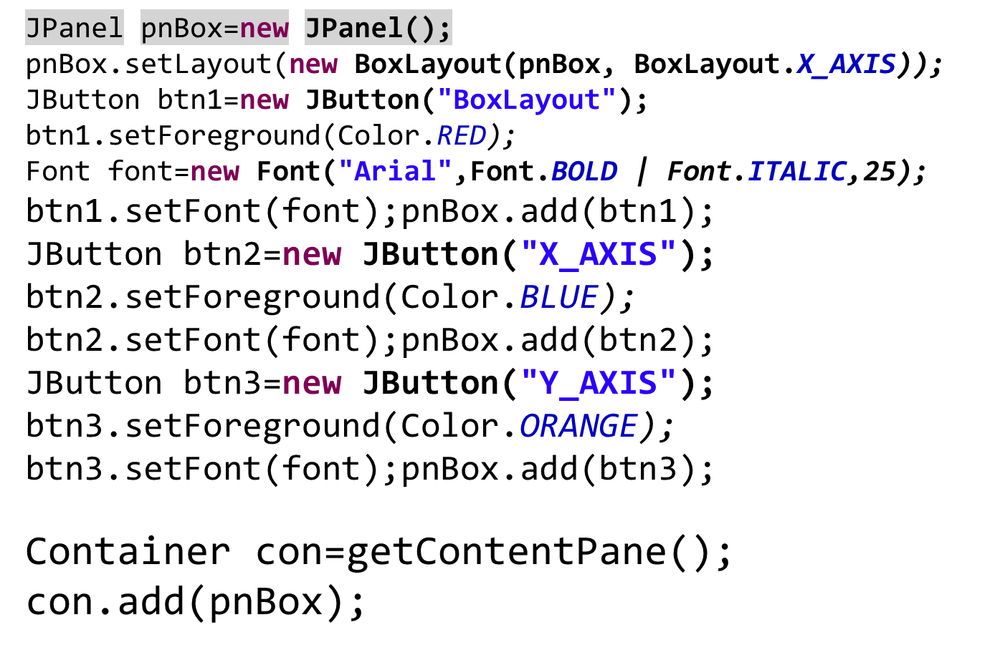 JPanel pnBox=new JPanel();
pnBox.setLayout(new BoxLayout(pnBox, BoxLayout.X_AXIS));
JButton btn1=new JButton("BoxLayout");
btn1.setForeground(Color.RED);
Font font=new Font("Arial",Font.BOLD | Font.ITALIC,25);
btn1.setFont(font);pnBox.add(btn1);
JButton btn2=new JButton("X_AXIS");
btn2.setForeground(Color.BLUE);
btn2.setFont(font);pnBox.add(btn2);
JButton btn3=new JButton("Y_AXIS");
btn3.setForeground(Color.ORANGE);
btn3.setFont(font);pnBox.add(btn3);
Container con=getContentPane();
con.add(pnBox);